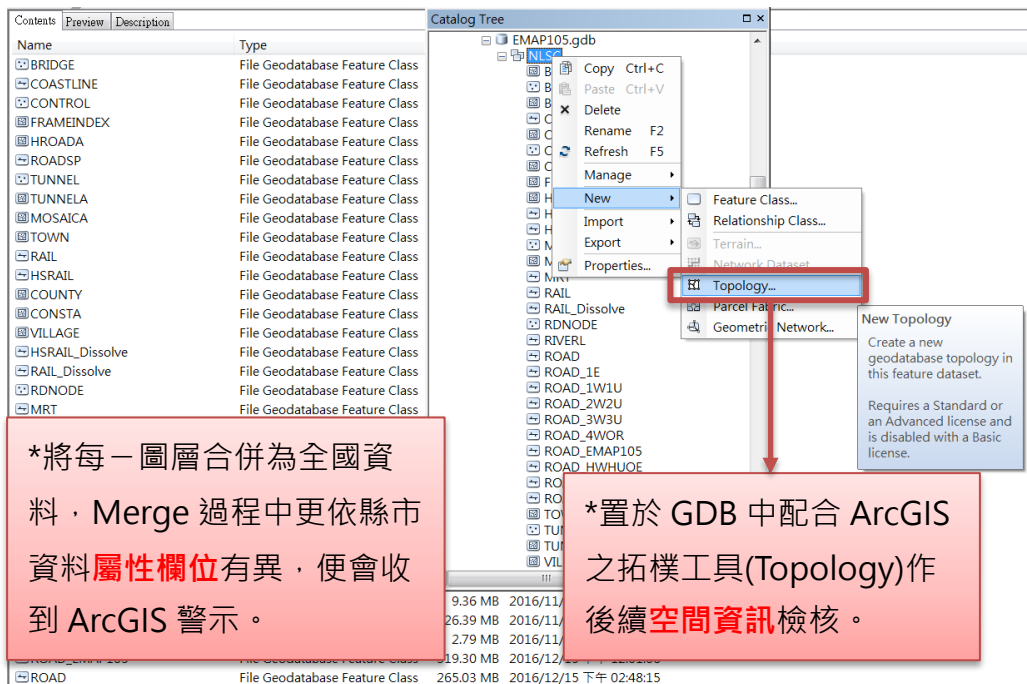 Contents Preview Description
Name Type
BRIDGE File Geodatabase Feature Class
COASTLINE File Geodatabase Feature Class
CONTROL File Geodatabase Feature Class
FRAMEINDEX File Geodatabase Feature Class
HROADA File Geodatabase Feature Class
ROADSP File Geodatabase Feature Class
TUNNEL File Geodatabase Feature Class
TUNNELA File Geodatabase Feature Class
MOSAICA File Geodatabase Feature Class
TOWN File Geodatabase Feature Class
RAIL File Geodatabase Feature Class
HSRAIL File Geodatabase Feature Class
COUNTY File Geodatabase Feature Class
CONSTA File Geodatabase Feature Class
VILLAGE File Geodatabase Feature Class
HSRAIL_Dissolve File Geodatabase Feature Class
RAIL_Dissolve File Geodatabase Feature Class
RDNODE File Geodatabase Feature Class
MRT File Geodatabase Feature Class
Catalog Tree
EMAP105.gdb
NLSC
Copy Ctrl+C
Paste Ctrl+V
Delete
Rename F2
Refresh F5
Manage
New
Import
Export
Properties...
Feature Class...
Relationship Class...
Terrain...
Network Dataset
Topology...
Parcel Fabric...
Geometric Network...
New Topology
Create a new
geodatabase topology in
this feature dataset.
Requires a Standard or
an Advanced license and
is disabled with a Basic
license.
MRT
RAIL
RAIL_Dissolve
RDNODE
RIVERL
ROAD
ROAD_1E
ROAD_1W1U
ROAD_2W2U
ROAD_3W3U
ROAD_4WOR
ROAD_EMAP105
ROAD_HWHUOE
*將每一圖層合併為全國資
料，Merge 過程中更依縣市
資料屬性欄位有異，便會收
到 ArcGIS 警示。
*置於 GDB 中配合 ArcGIS
之拓樸工具(Topology)作
後續空間資訊檢核。
9.36 MB 2016/11/
26.39 MB 2016/11/
2.79 MB 2016/11/
ROAD File Geodatabase Feature Class 265.03 MB 2016/12/15 下午 02:48:15